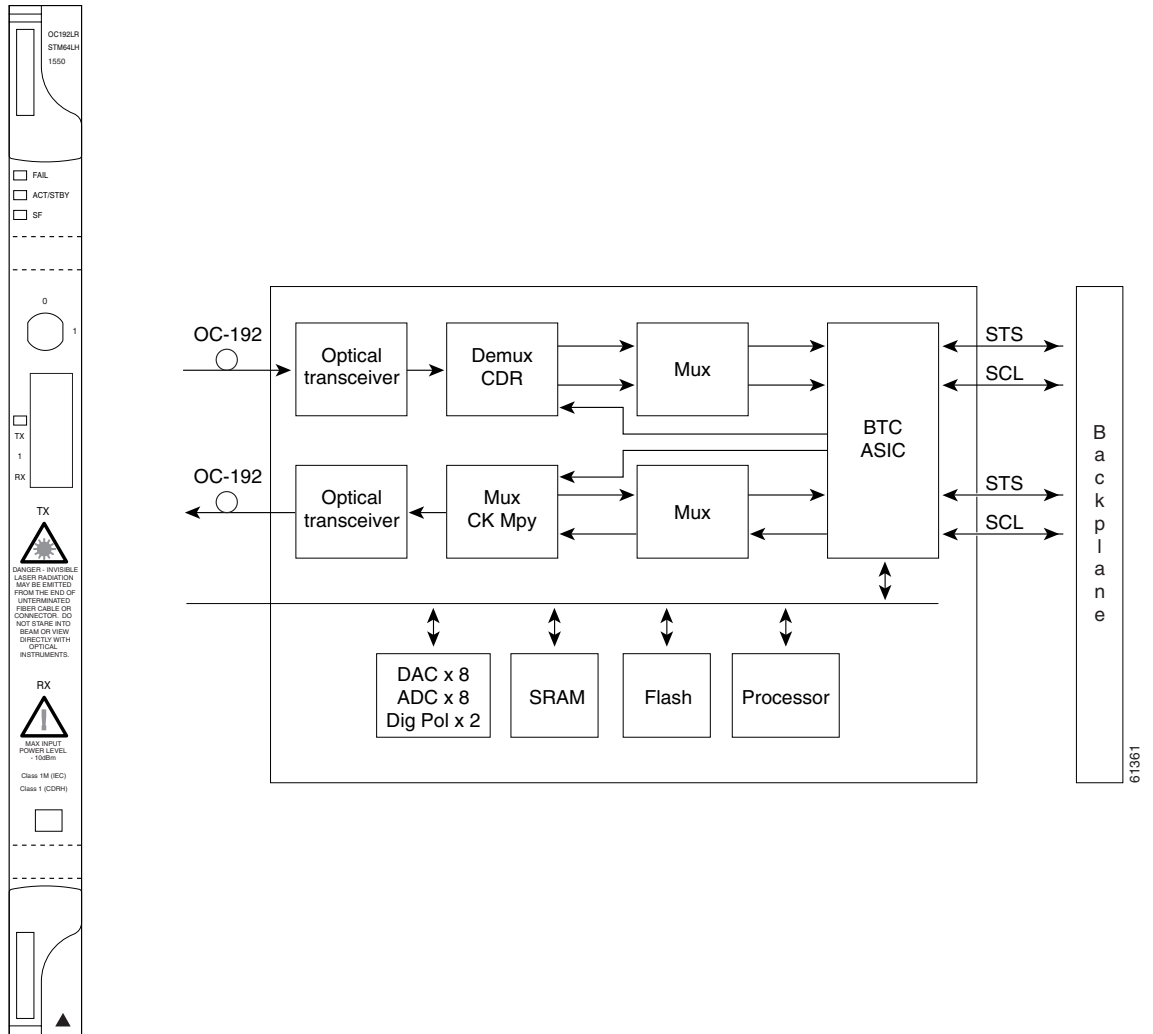 OC192LR
STM64LH
1550
FAIL
ACT/STBY
SF
0
1
TX
1
RX
TX
DANGER - INVISIBLE
LASER RADIATION
MAY BE EMITTED
FROM THE END OF
UNTERMINATED
FIBER CABLE OR
CONNECTOR. DO
NOT STARE INTO
BEAM OR VIEW
DIRECTLY WITH
OPTICAL
INSTRUMENTS.
RX
!
MAX INPUT
POWER LEVEL
- 10dBm
Class 1M (IEC)
Class 1 (CDRH)
OC-192
Optical
transceiver
Demux
CDR
Mux
BTC
ASIC
STS
SCL
OC-192
Optical
transceiver
Mux
CK Mpy
Mux
STS
SCL
DAC x 8
ADC x 8
Dig Pol x 2
SRAM
Flash
Processor
Backplane
61361